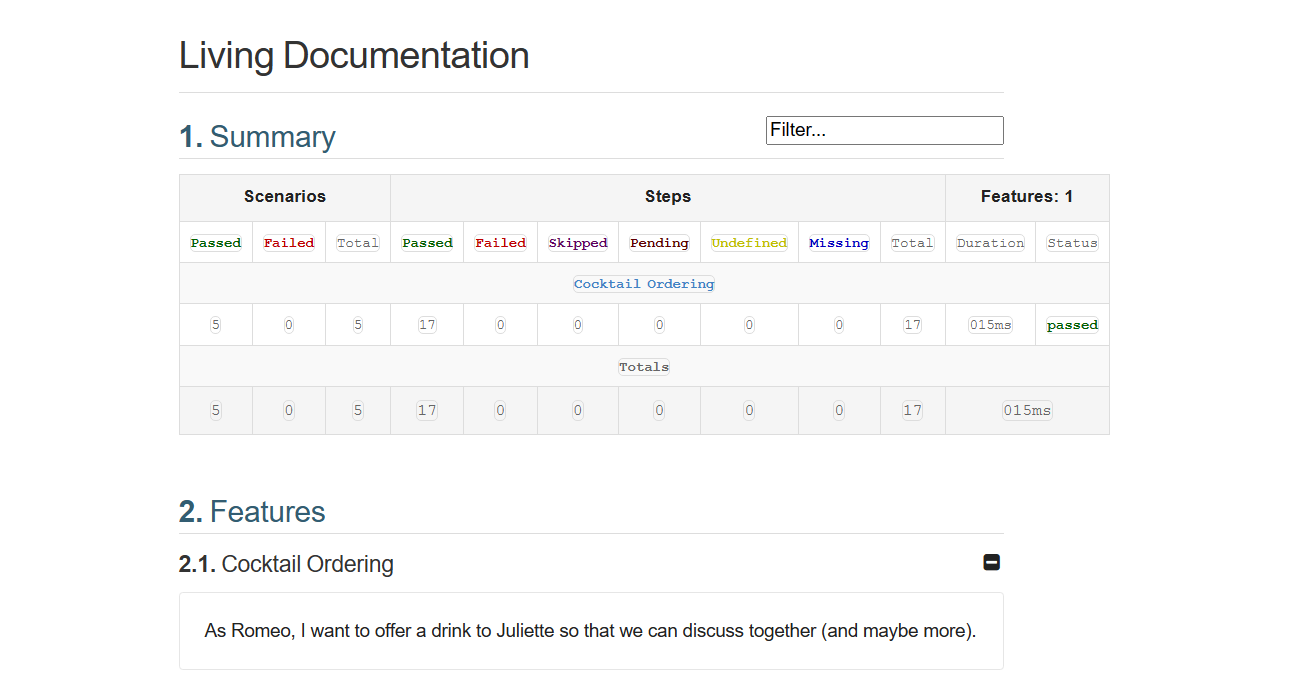 Living Documentation
1. Summary
Filter...
Scenarios Steps Features: 1
Passed Failed Total Passed Failed Skipped Pending Undefined Missing Total Duration Status
Cocktail Ordering
5 0 5 17 0 0 0 0 0 17 015ms passed
Totals
5 0 5 17 0 0 0 0 0 17 015ms
2. Features
2.1. Cocktail Ordering
As Romeo, I want to offer a drink to Juliette so that we can discuss together (and maybe more).